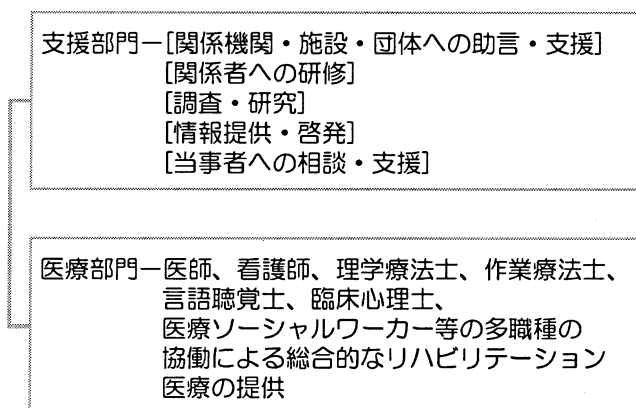 支援部門ー[関係機関・施設・団体への助言・支援]
[関係者への研修]
[調査・研究]
[情報提供・啓発]
[当事者への相談・支援]
医療部門ー医師、看護師、理学療法士、作業療法士、
言語聴覚士、臨床心理士、
医療ソーシャルワーカー等の多職種の
協働による総合的なリハビリテーション
医療の提供